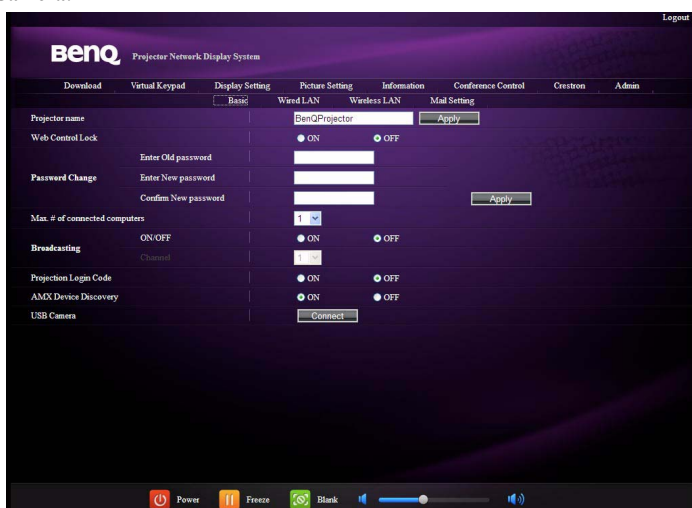 Logout
BenQ Projector Network Display System
Download Virtual Keypad Display Setting Picture Setting Information Conference Control Crestron Admin
Basic Wired LAN Wireless LAN Mail Setting
Projector name BenQProjector Apply
Web Control Lock ON OFF
Enter Old password
Password Change Enter New password
Confirm New password Apply
Max. # of connected computers 1
ON/OFF ON OFF
Broadcasting
Channel 1
Projection Login Code ON OFF
AMX Device Discovery ON OFF
USB Camera Connect
Power Freeze Blank